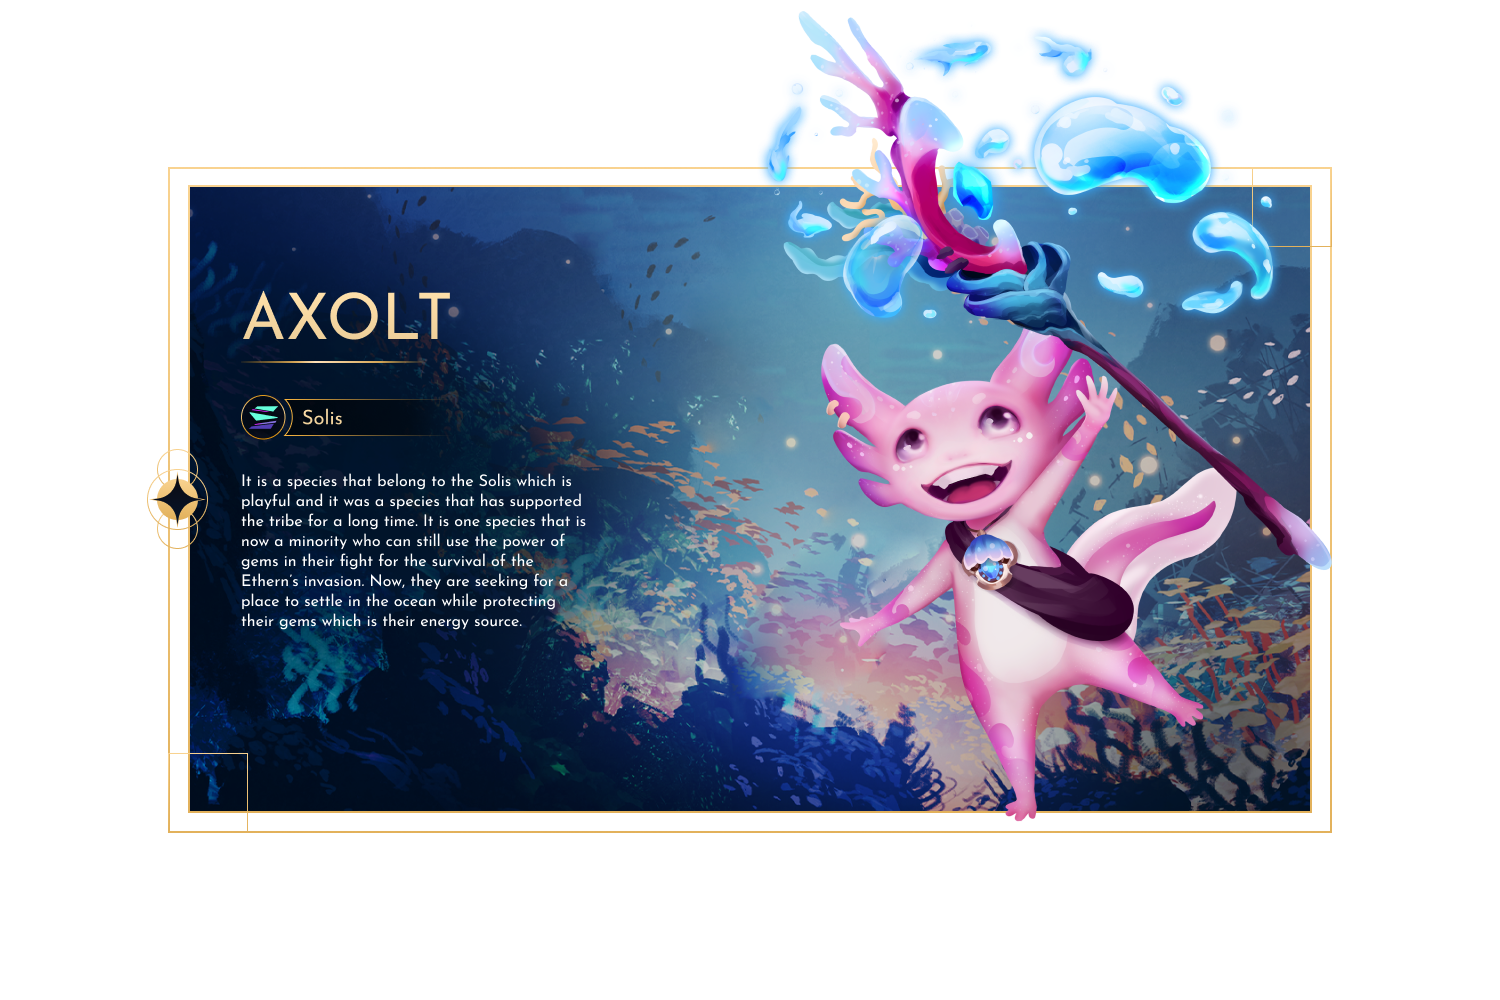 AXOLT
Solis
It is a species that belong to the Solis which is
playful and it was a species that has supported
the tribe for a long time. It is one species that is
now a minority who can still use the power of
gems in their fight for the survival of the
Ethern's invasion. Now, they are seeking for a
place to settle in the ocean while protecting
their gems which is their energy source.